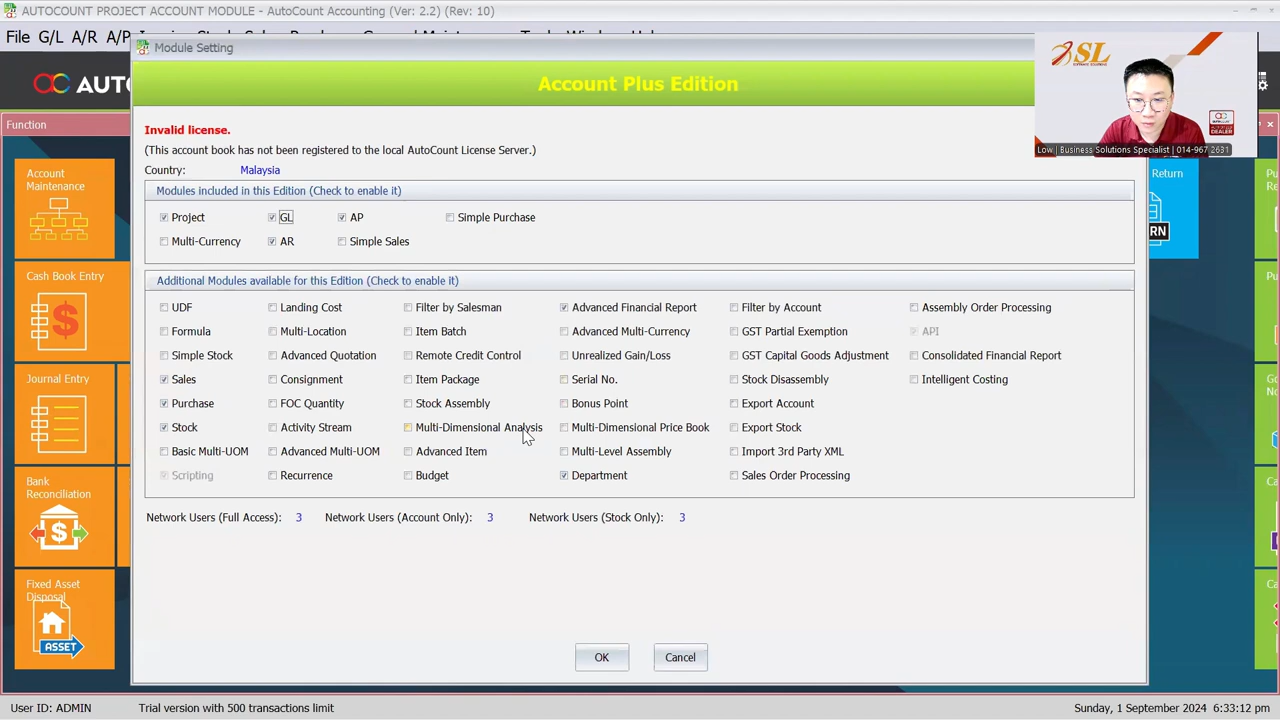 AUTOCOUNT PROJECT ACCOUNT MODULE - AutoCount Accounting (Ver: 2.2) (Rev: 10)
File G/L A/R A/P
Module Setting
AUTO
SL
Account Plus Edition
Low | Business Solutions Specialist | 014-967 2631
Function
Invalid license.
(This account book has not been registered to the local AutoCount License Server.)
Country: Malaysia
Modules included in this Edition (Check to enable it)
Project GL AP Simple Purchase
Multi-Currency AR Simple Sales
Additional Modules available for this Edition (Check to enable it)
UDF Landing Cost Filter by Salesman Advanced Financial Report Filter by Account Assembly Order Processing
Formula Multi-Location Item Batch Advanced Multi-Currency GST Partial Exemption API
Simple Stock Advanced Quotation Remote Credit Control Unrealized Gain/Loss GST Capital Goods Adjustment Consolidated Financial Report
Sales Consignment Item Package Serial No. Stock Disassembly Intelligent Costing
Purchase FOC Quantity Stock Assembly Bonus Point Export Account
Stock Activity Stream Multi-Dimensional Analysis Multi-Dimensional Price Book Export Stock
Basic Multi-UOM Advanced Multi-UOM Advanced Item Multi-Level Assembly Import 3rd Party XML
Scripting Recurrence Budget Department Sales Order Processing
Network Users (Full Access): 3 Network Users (Account Only): 3 Network Users (Stock Only): 3
OK Cancel
Account
Maintenance
Cash Book Entry
Journal Entry
Bank
Reconciliation
Fixed Asset
Disposal
ASSET
Return
RN
User ID: ADMIN Trial version with 500 transactions limit Sunday, 1 September 2024 6:33:12 pm